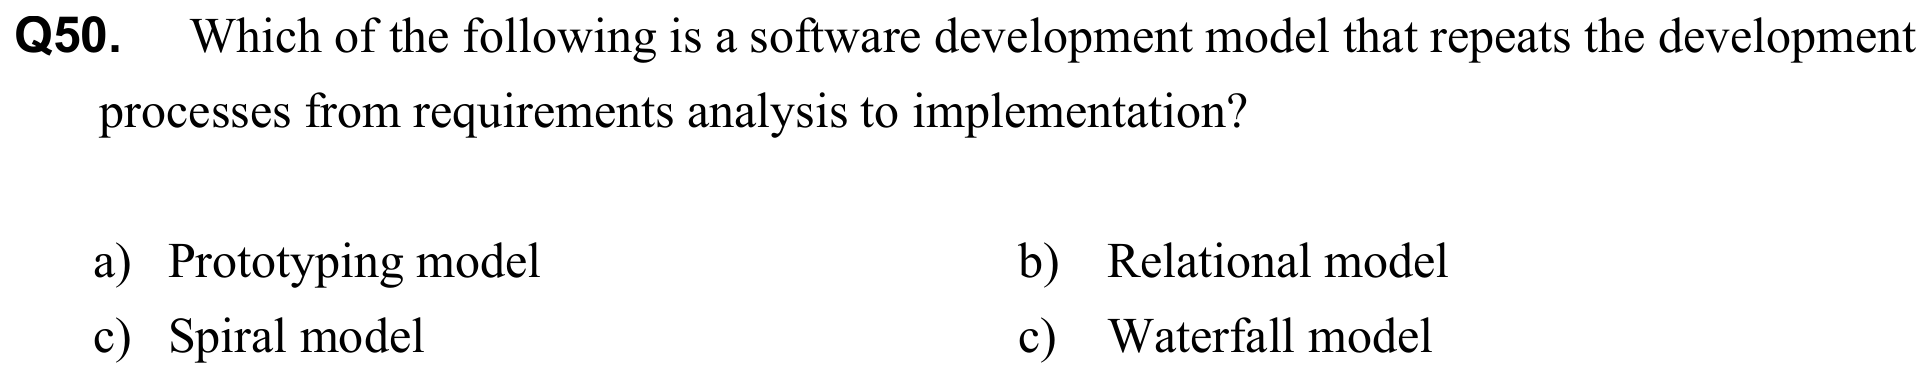 Q50. Which of the following is a software development model that repeats the development
processes from requirements analysis to implementation?
a) Prototyping model b) Relational model
c) Spiral model c) Waterfall model